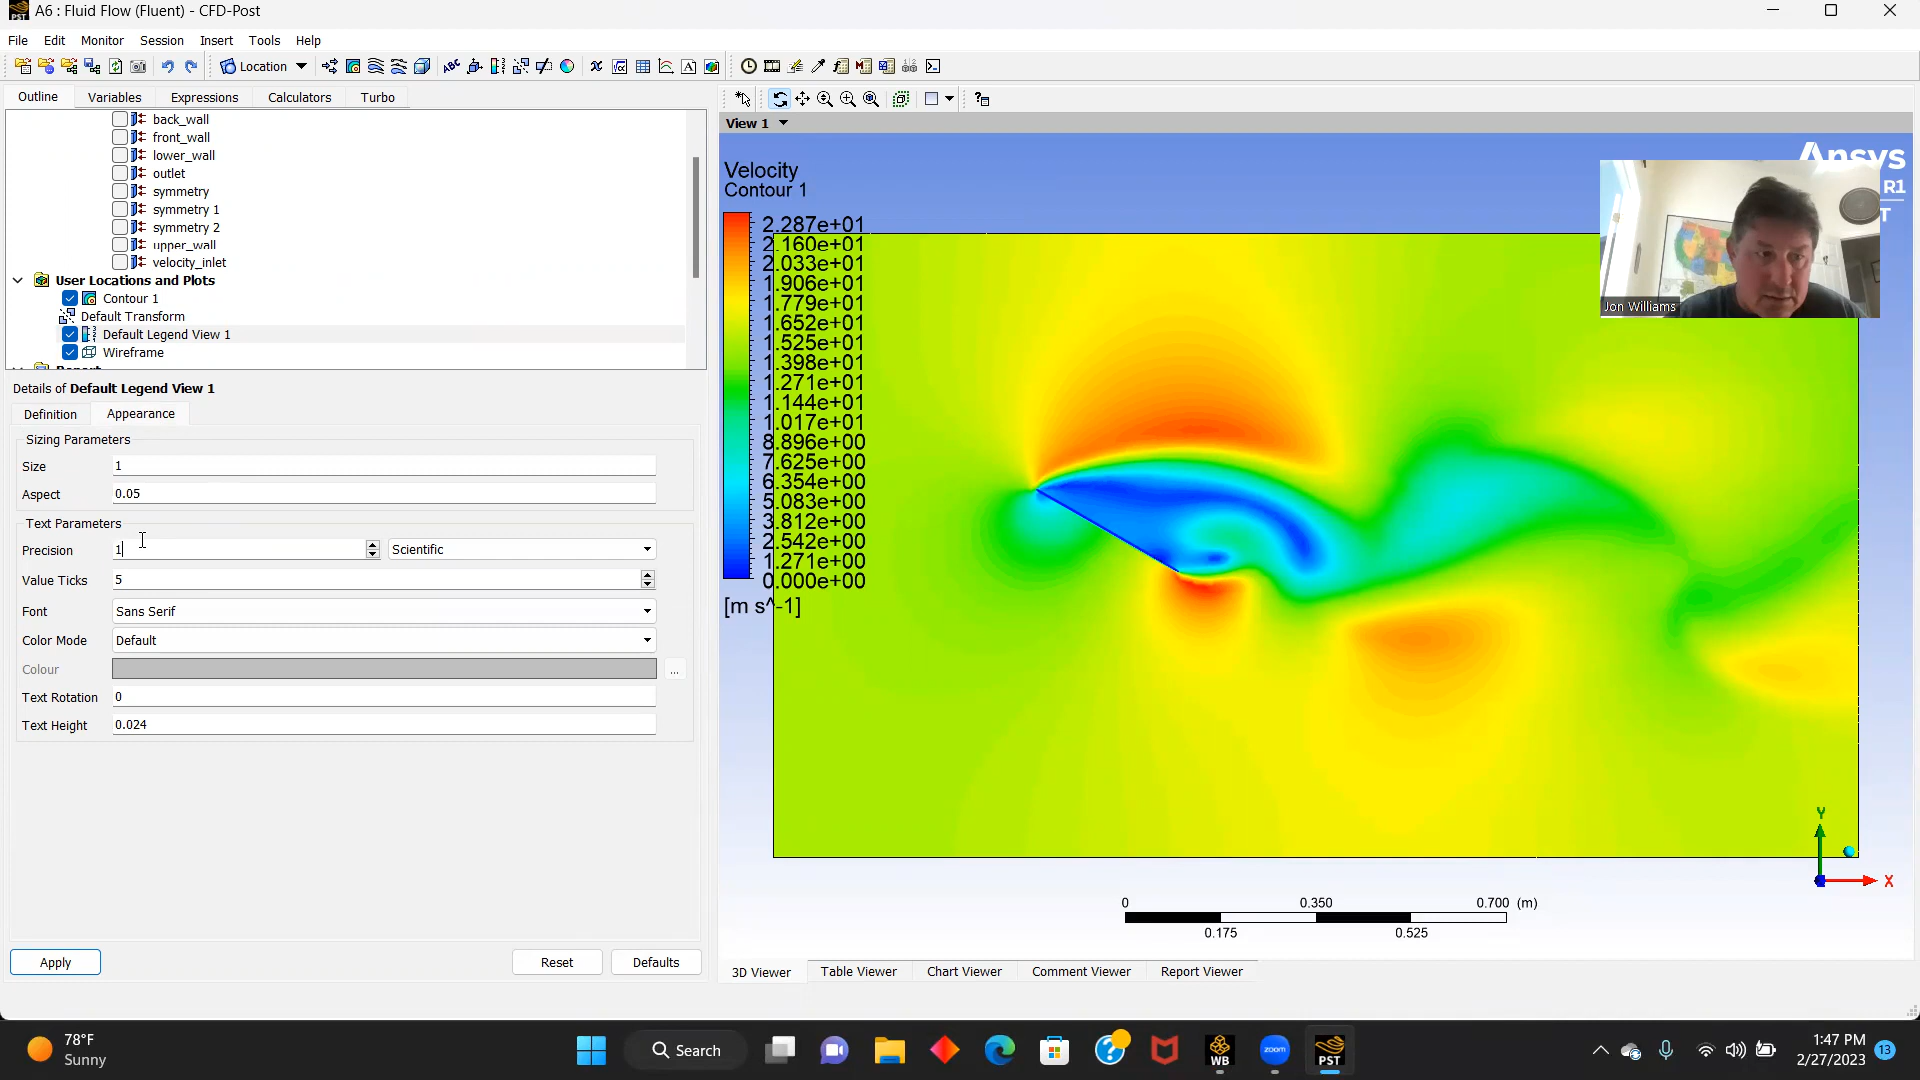 A6 : Fluid Flow (Fluent) - CFD-Post
File Edit Monitor Session Insert Tools Help
Location
Outline Variables Expressions Calculators Turbo
back_wall
front_wall
lower_wall
outlet
symmetry
symmetry 1
symmetry 2
upper_wall
velocity_inlet
User Locations and Plots
Contour 1
Default Transform
Default Legend View 1
Wireframe
Report
Details of Default Legend View 1
Definition Appearance
Sizing Parameters
Size 1
Aspect 0.05
Text Parameters
Precision 1 Scientific
Value Ticks 5
Font Sans Serif
Color Mode Default
Colour ...
Text Rotation 0
Text Height 0.024
Apply Reset Defaults
View 1
Velocity
Contour 1
2.287e+01
2.160e+01
2.033e+01
1.906e+01
1.779e+01
1.652e+01
1.525e+01
1.398e+01
1.271e+01
1.144e+01
1.017e+01
8.896e+00
7.625e+00
6.354e+00
5.083e+00
3.812e+00
2.542e+00
1.271e+00
0.000e+00
[m s^-1]
Ansys
R1
T
Jon Williams
Y
X
0 0.350 0.700 (m)
0.175 0.525
3D Viewer Table Viewer Chart Viewer Comment Viewer Report Viewer
78°F
Sunny
Search
WB
zoom
PST
1:47 PM
2/27/2023
13